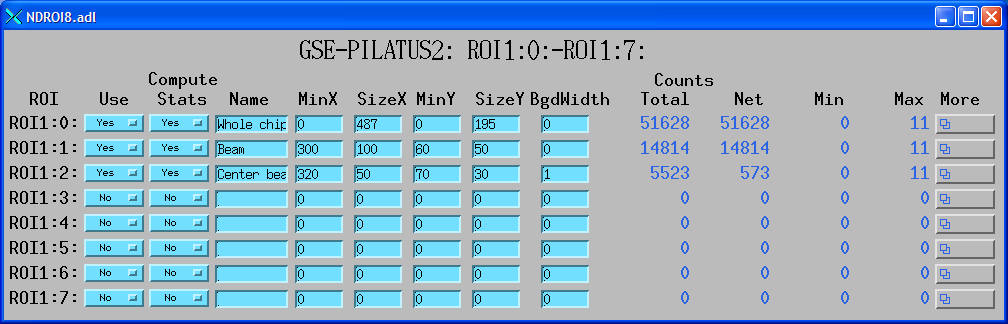 NDROI8.adl
GSE-PILATUS2: ROI1:0:-ROI1:7:
Compute Counts
ROI Use Stats Name MinX SizeX MinY SizeY BgdWidth Total Net Min Max More
ROI1:0: Yes Yes Whole chip 0 487 0 195 0 51628 51628 0 11
ROI1:1: Yes Yes Beam 300 100 60 50 0 14814 14814 0 11
ROI1:2: Yes Yes Center bea 320 50 70 30 1 5523 573 0 11
ROI1:3: No No 0 0 0 0 0 0 0 0 0
ROI1:4: No No 0 0 0 0 0 0 0 0 0
ROI1:5: No No 0 0 0 0 0 0 0 0 0
ROI1:6: No No 0 0 0 0 0 0 0 0 0
ROI1:7: No No 0 0 0 0 0 0 0 0 0